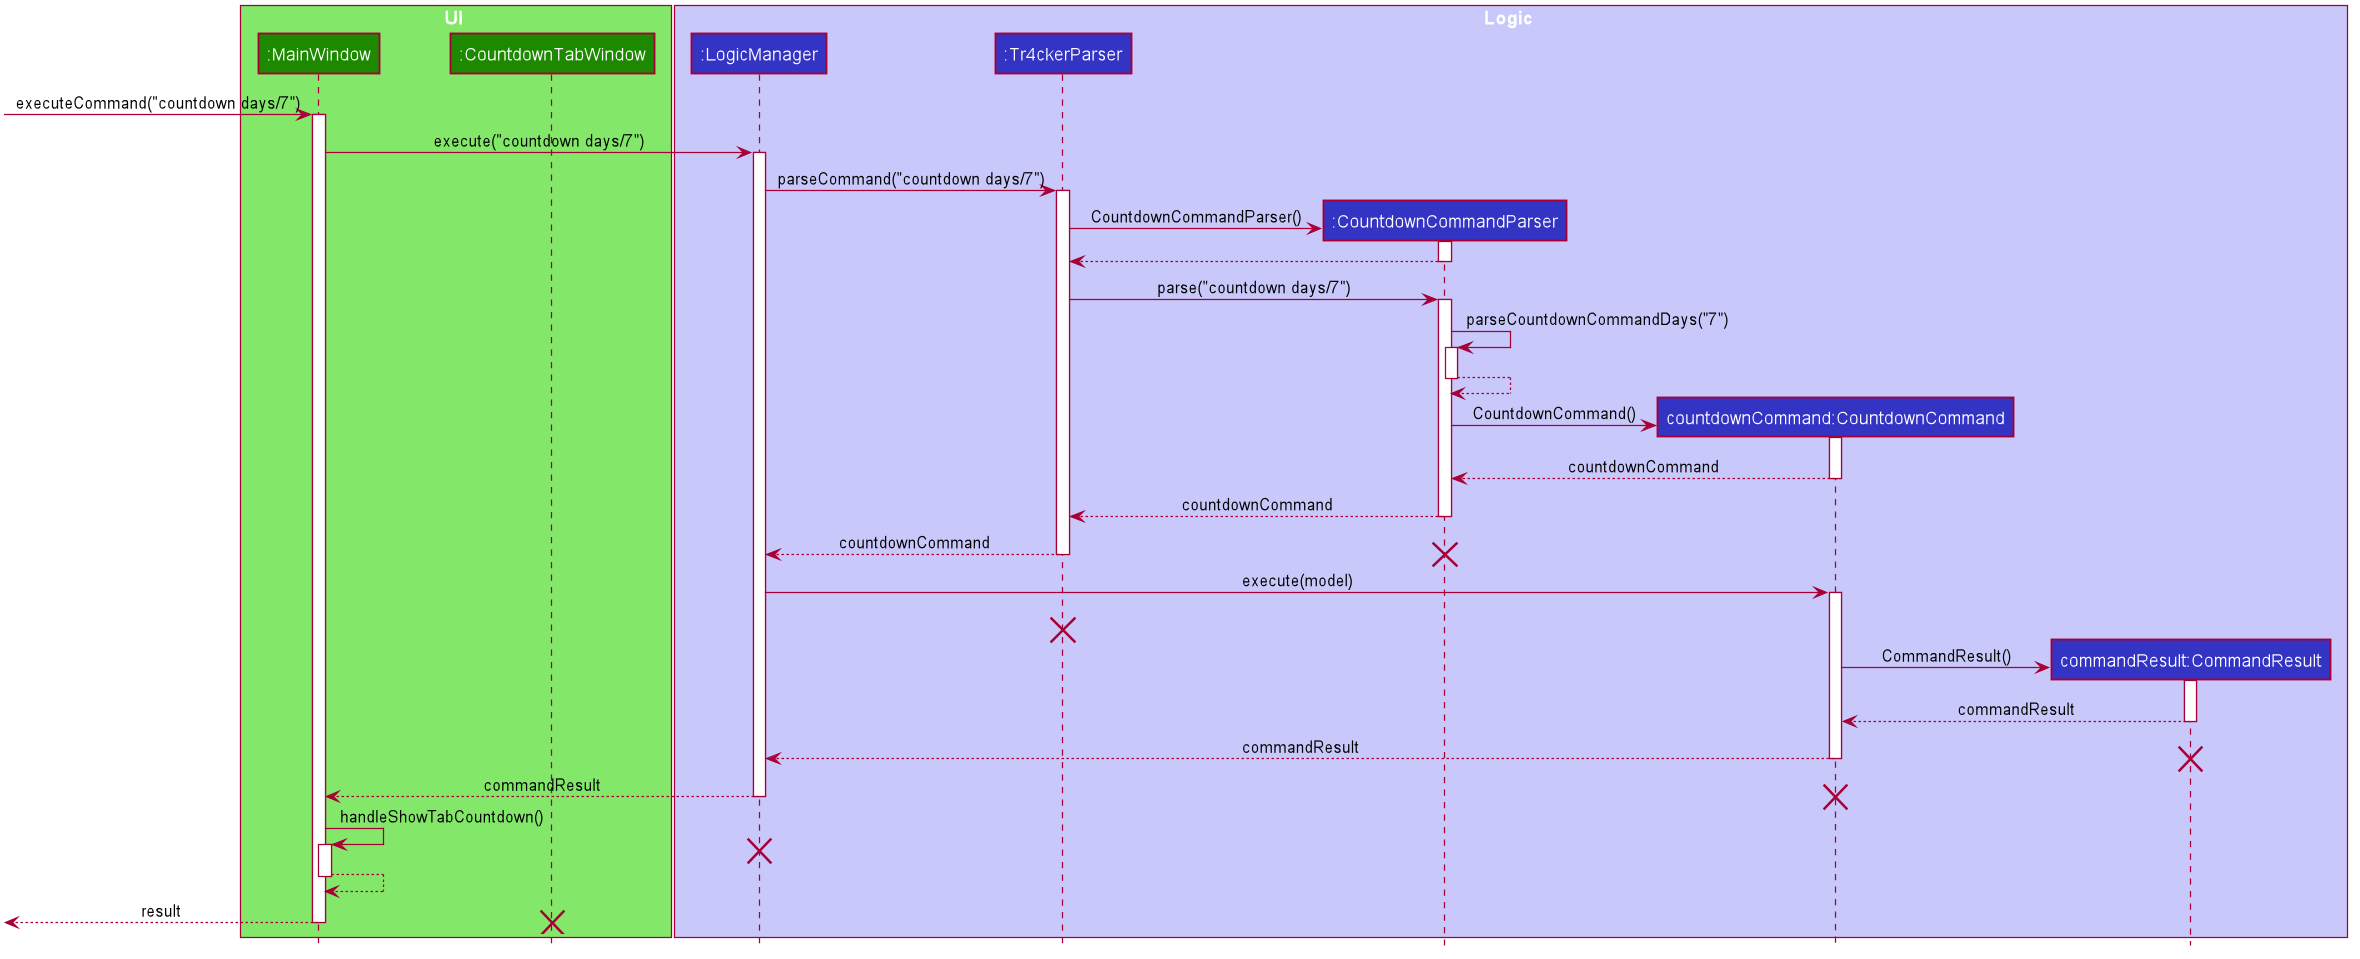 UI
Logic
:MainWindow
:CountdownTabWindow
:LogicManager
:Tr4ckerParser
executeCommand("countdown days/7")
execute("countdown days/7")
parseCommand("countdown days/7")
CountdownCommandParser()
:CountdownCommandParser
parse("countdown days/7")
parseCountdownCommandDays("7")
CountdownCommand()
countdownCommand:CountdownCommand
countdownCommand
countdownCommand
countdownCommand
execute(model)
CommandResult()
commandResult:CommandResult
commandResult
commandResult
commandResult
handleShowTabCountdown()
result